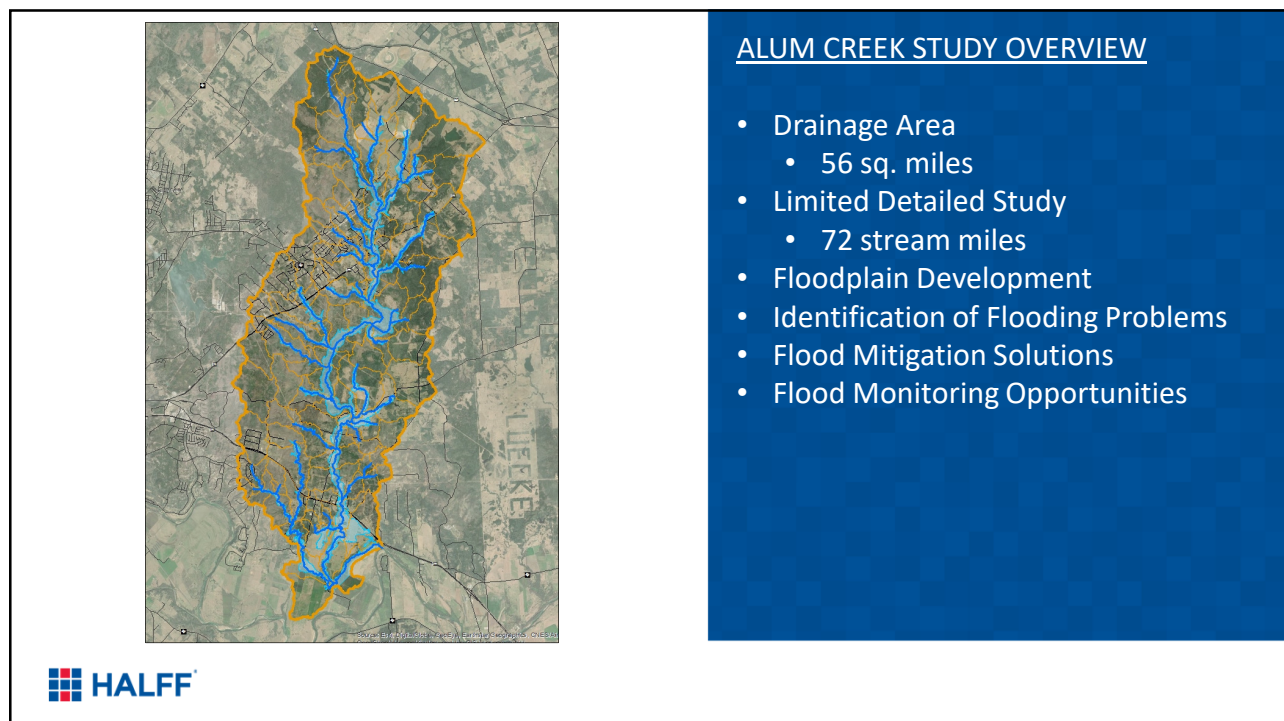 ALUM CREEK STUDY OVERVIEW
• Drainage Area
• 56 sq. miles
• Limited Detailed Study
• 72 stream miles
• Floodplain Development
• Identification of Flooding Problems
• Flood Mitigation Solutions
• Flood Monitoring Opportunities
LUECKE
HALFF